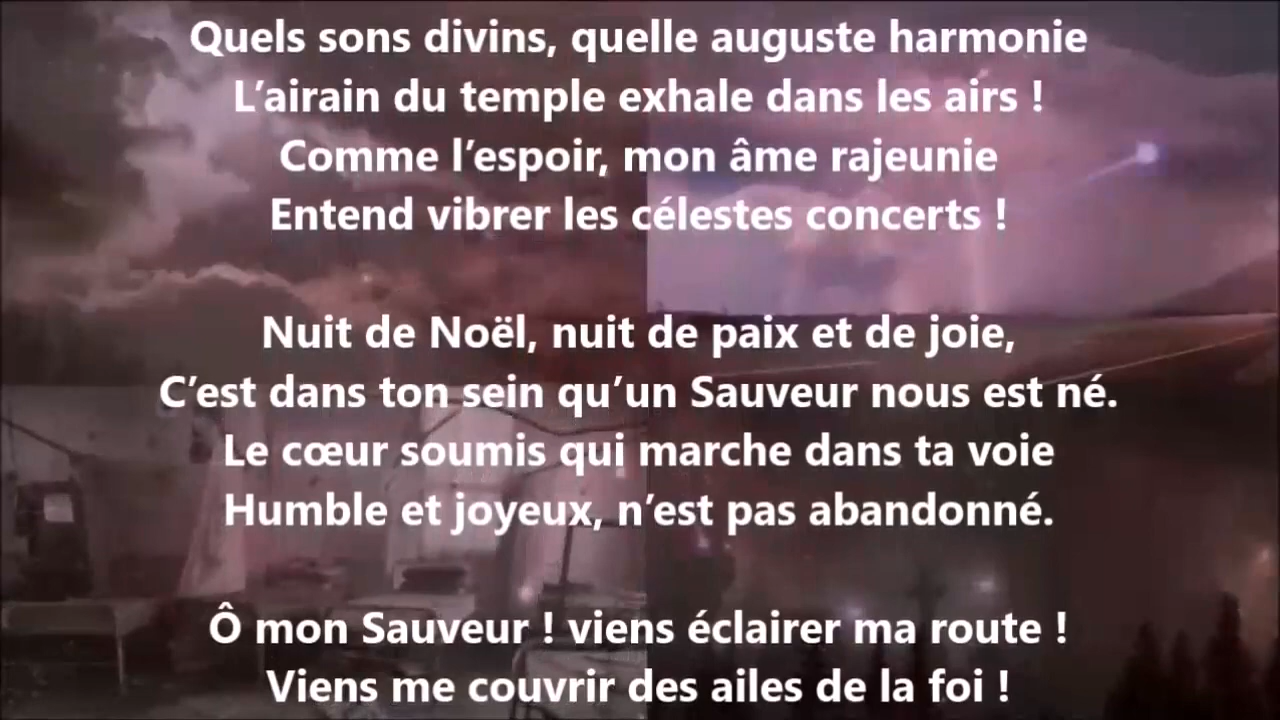 Quels sons divins, quelle auguste harmonie
L’airain du temple exhale dans les airs !
Comme l’espoir, mon âme rajeunie
Entend vibrer les célestes concerts !
Nuit de Noël, nuit de paix et de joie,
C’est dans ton sein qu’un Sauveur nous est né.
Le cœur soumis qui marche dans ta voie
Humble et joyeux, n’est pas abandonné.
Ô mon Sauveur ! viens éclairer ma route !
Viens me couvrir des ailes de la foi !